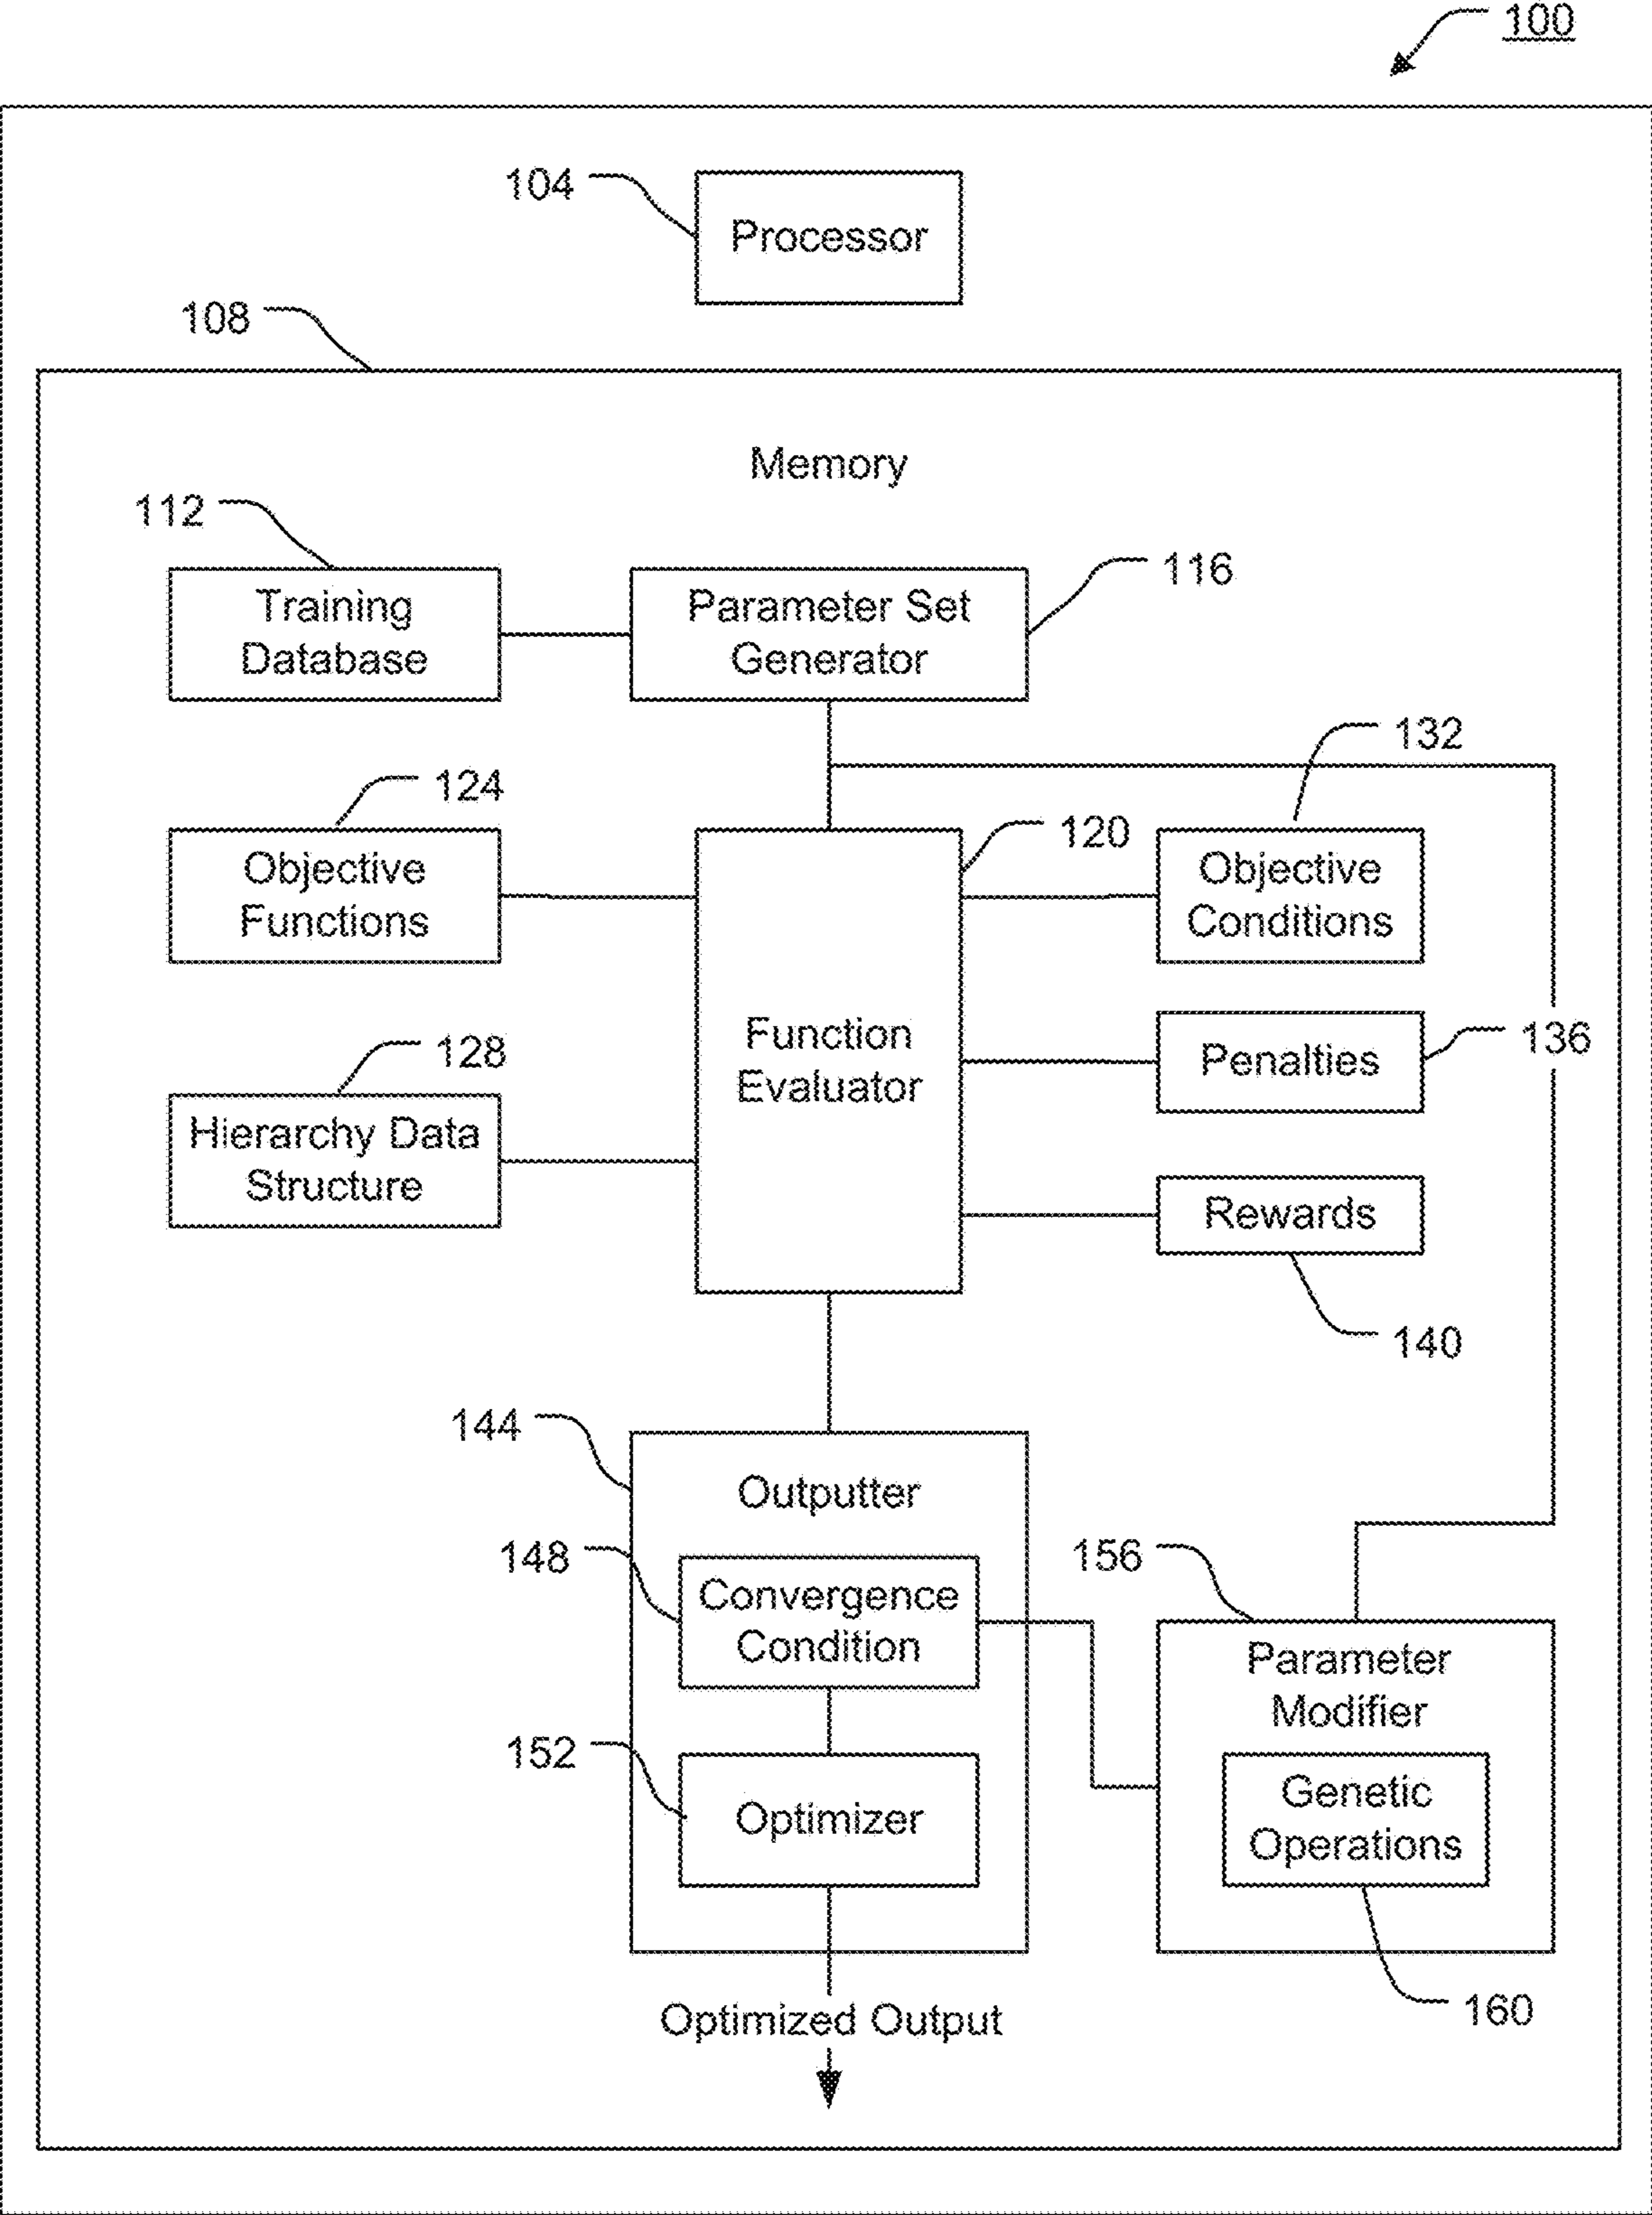 100
104
Processor
108
Memory
112
Training
Database
Parameter Set
Generator
116
132
124
Objective
Functions
120
Objective
Conditions
Function
Evaluator
128
Hierarchy Data
Structure
Penalties
136
Rewards
140
144
Outputter
148
Convergence
Condition
156
Parameter
Modifier
152
Optimizer
Genetic
Operations
160
Optimized Output